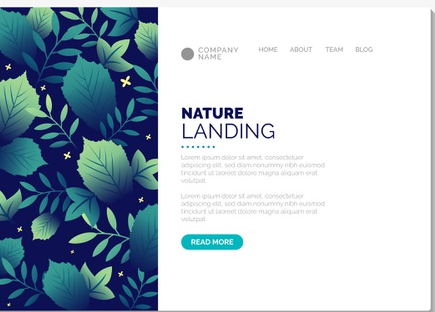 COMPANY
NAME
HOME ABOUT TEAM BLOG
NATURE
LANDING
Lorem ipsum dolor sit amet, consectetuer
adipiscing elit, sed diam nonummy nibh euismod
tincidunt ut laoreet dolore magna aliquam erat
volutpat.
Lorem ipsum dolor sit amet, consectetuer
adipiscing elit, sed diam nonummy nibh euismod
tincidunt ut laoreet dolore magna aliquam erat
volutpat.
READ MORE